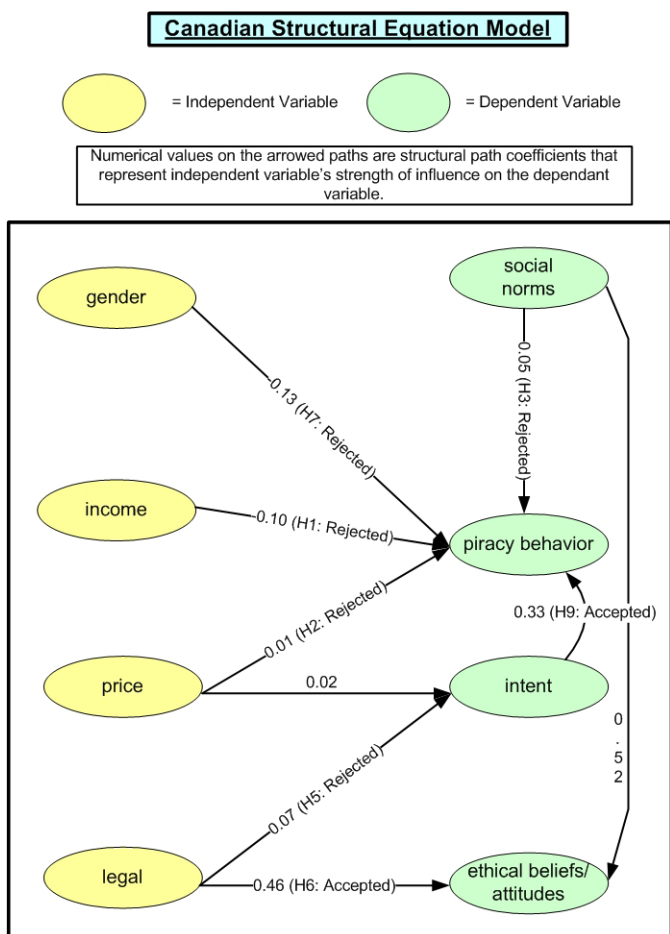 Canadian Structural Equation Model
= Independent Variable
= Dependent Variable
Numerical values on the arrowed paths are structural path coefficients that
represent independent variable's strength of influence on the dependant
variable.
gender
social
norms
-0.13 (H7: Rejected)
0.05 (H3: Rejected)
income
-0.10 (H1: Rejected)
piracy behavior
0.01 (H2: Rejected)
0.33 (H9: Accepted)
price
0.02
intent
0.52
0.07 (H5: Rejected)
legal
0.46 (H6: Accepted)
ethical beliefs/
attitudes